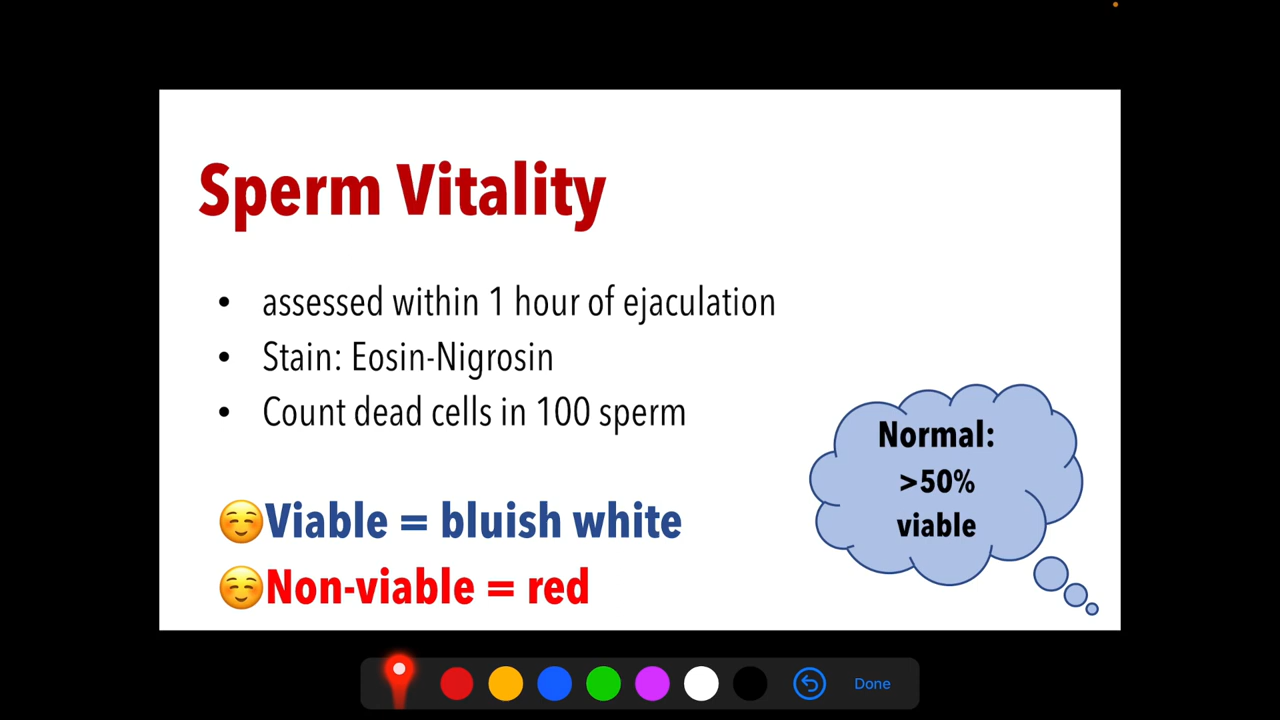 Sperm Vitality
• assessed within 1 hour of ejaculation
• Stain: Eosin-Nigrosin
• Count dead cells in 100 sperm
☺️Viable = bluish white
☺️Non-viable = red
Normal:
>50%
viable
Done